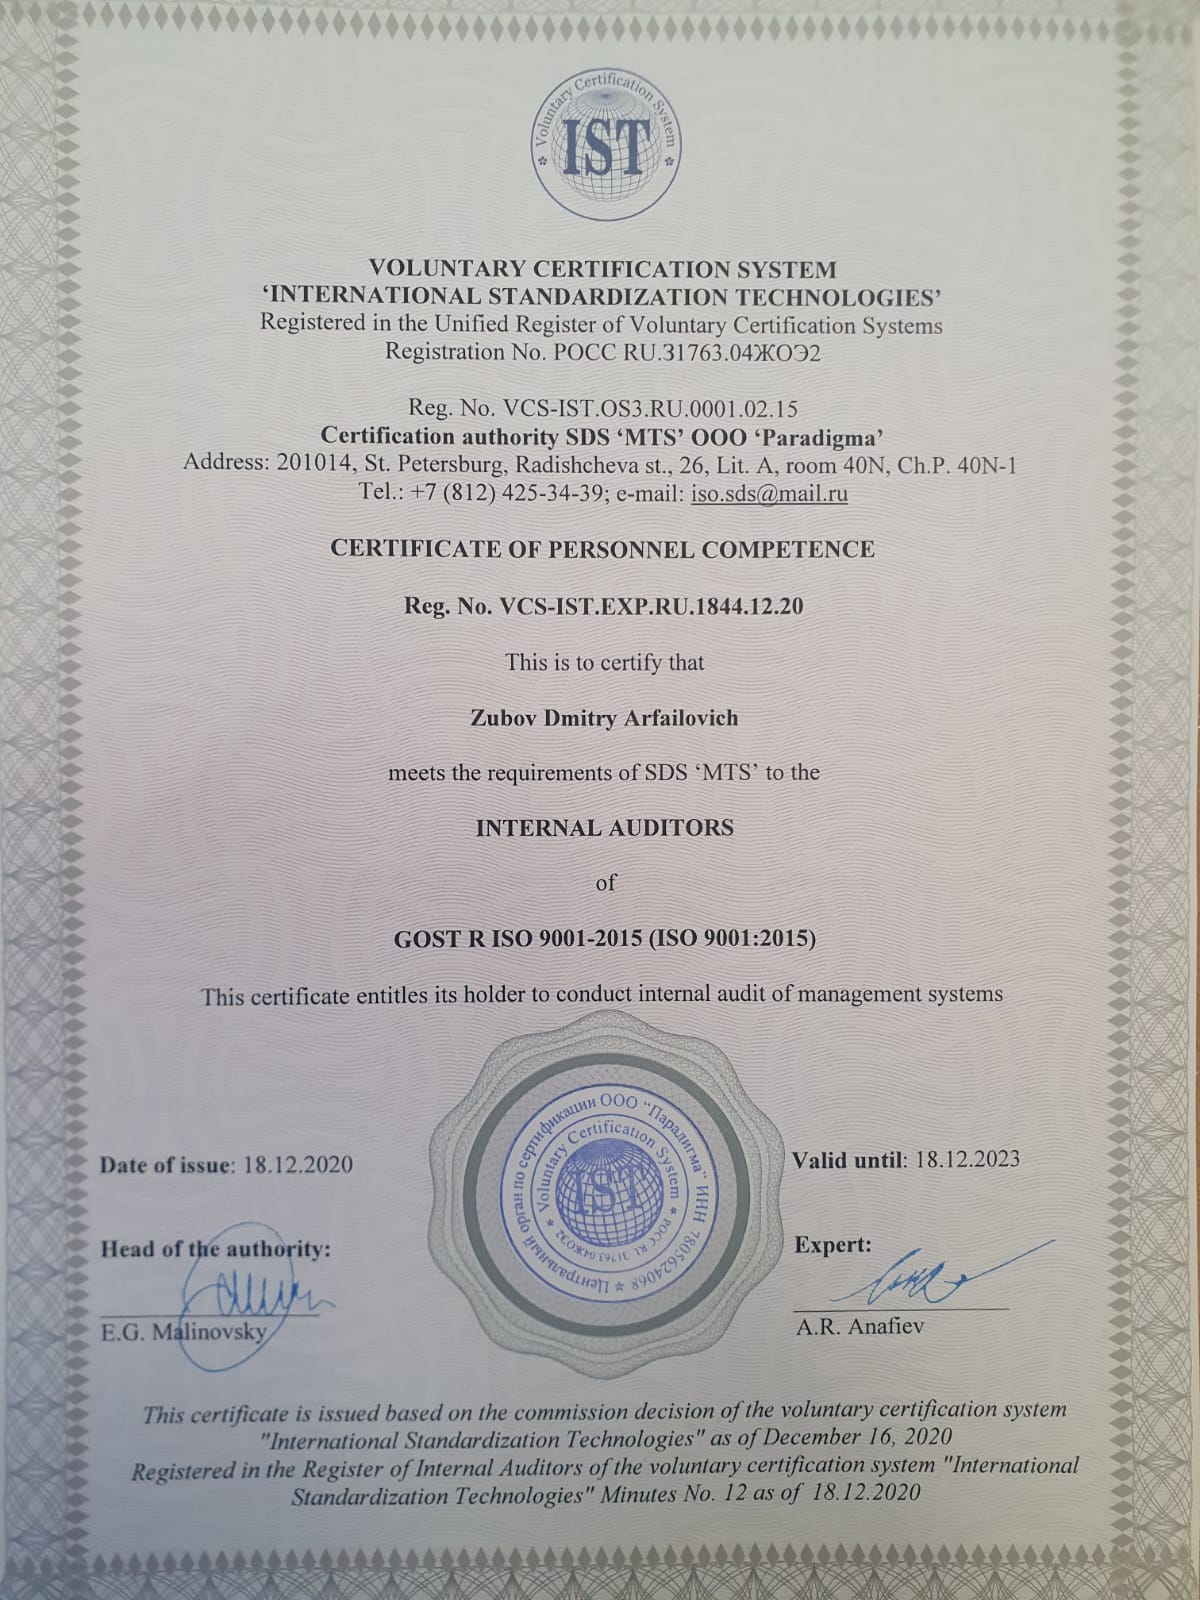 Voluntary Certification System
IST
VOLUNTARY CERTIFICATION SYSTEM
‘INTERNATIONAL STANDARDIZATION TECHNOLOGIES’
Registered in the Unified Register of Voluntary Certification Systems
Registration No. РОСС RU.31763.04ЖОЭ2
Reg. No. VCS-IST.OS3.RU.0001.02.15
Certification authority SDS ‘MTS’ OOO ‘Paradigma’
Address: 201014, St. Petersburg, Radishcheva st., 26, Lit. A, room 40N, Ch.P. 40N-1
Tel.: +7 (812) 425-34-39; e-mail: iso.sds@mail.ru
CERTIFICATE OF PERSONNEL COMPETENCE
Reg. No. VCS-IST.EXP.RU.1844.12.20
This is to certify that
Zubov Dmitry Arfailovich
meets the requirements of SDS ‘MTS’ to the
INTERNAL AUDITORS
of
GOST R ISO 9001-2015 (ISO 9001:2015)
This certificate entitles its holder to conduct internal audit of management systems
Центральный орган по сертификации ООО "Парадигма" ИНН 7805624068
Voluntary Certification System
РОСС RU.31763.04ЖОЭ2
IST
Date of issue: 18.12.2020
Valid until: 18.12.2023
Head of the authority:
Expert:
E.G. Malinovsky
A.R. Anafiev
This certificate is issued based on the commission decision of the voluntary certification system
"International Standardization Technologies" as of December 16, 2020
Registered in the Register of Internal Auditors of the voluntary certification system "International
Standardization Technologies" Minutes No. 12 as of 18.12.2020